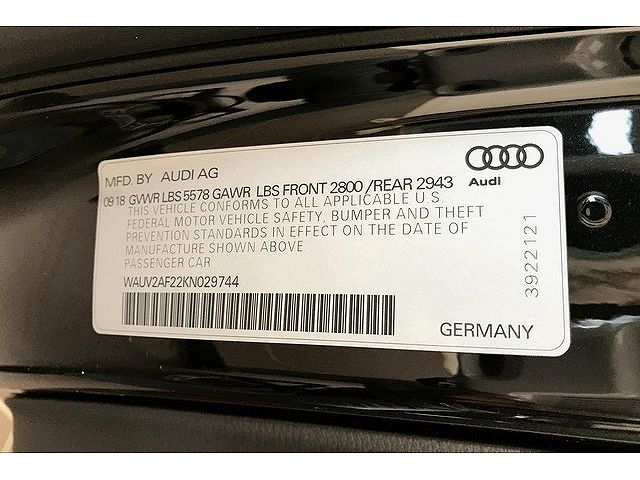 MFD. BY AUDI AG
Audi
09 18 GVWR LBS 5578 GAWR LBS FRONT 2800 /REAR 2943
THIS VEHICLE CONFORMS TO ALL APPLICABLE U.S.
FEDERAL MOTOR VEHICLE SAFETY, BUMPER AND THEFT
PREVENTION STANDARDS IN EFFECT ON THE DATE OF
MANUFACTURE SHOWN ABOVE
PASSENGER CAR
WAUV2AF22KN029744
3922121
GERMANY